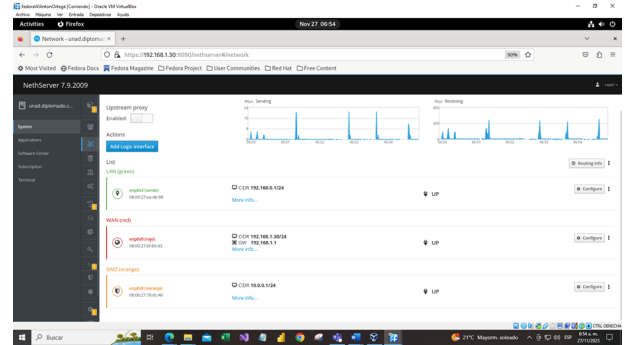 fedoraWilintonOrtega [Corriendo] - Oracle VM VirtualBox
Archivo Máquina Ver Entrada Dispositivos Ayuda
Activities Firefox Nov 27 06:54
Network - unad.diplomad
https://192.168.1.30:9090/nethserver#/network 90%
Most Visited Fedora Docs Fedora Magazine Fedora Project User Communities Red Hat Free Content
NethServer 7.9.2009 root
unad.diplomado.c...
System
Applications
Software Center
Subscription
Terminal
Upstream proxy
Enabled:
Actions
Add Logic interface
Mbps Sending
Kbps Receiving
List Routing info
LAN (green)
enp0s3 (verde) CIDR 192.168.0.1/24 UP Configure
More info...
WAN (red)
enp0s8 (rojo) CIDR 192.168.1.30/24 UP Configure
GW 192.168.1.1
More info...
DMZ (orange)
enp0s9 (naranja) CIDR 10.0.0.1/24 UP Configure
More info...
CTRL DERECHA
Buscar 21°C Mayorm. soleado ESP 6:54 a. m.
27/11/2023